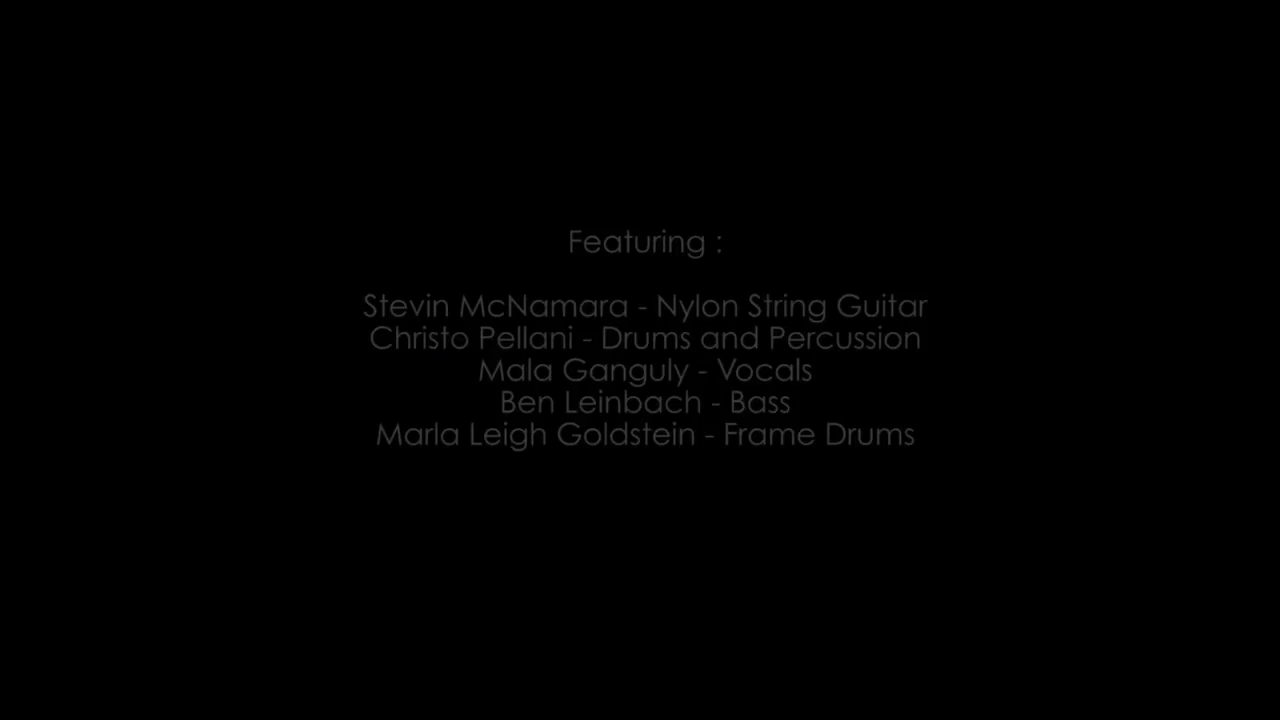 Featuring :
Stevin McNamara - Nylon String Guitar
Christo Pellani - Drums and Percussion
Mala Ganguly - Vocals
Ben Leinbach - Bass
Marla Leigh Goldstein - Frame Drums